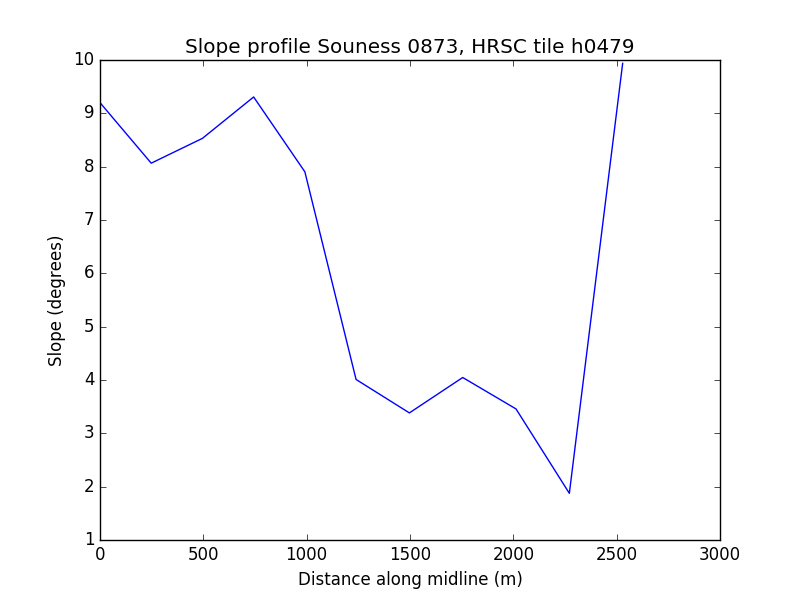 Slope profile Souness 0873, HRSC tile h0479
10
9
8
7
6
5
4
3
2
1
Slope (degrees)
0 500 1000 1500 2000 2500 3000
Distance along midline (m)